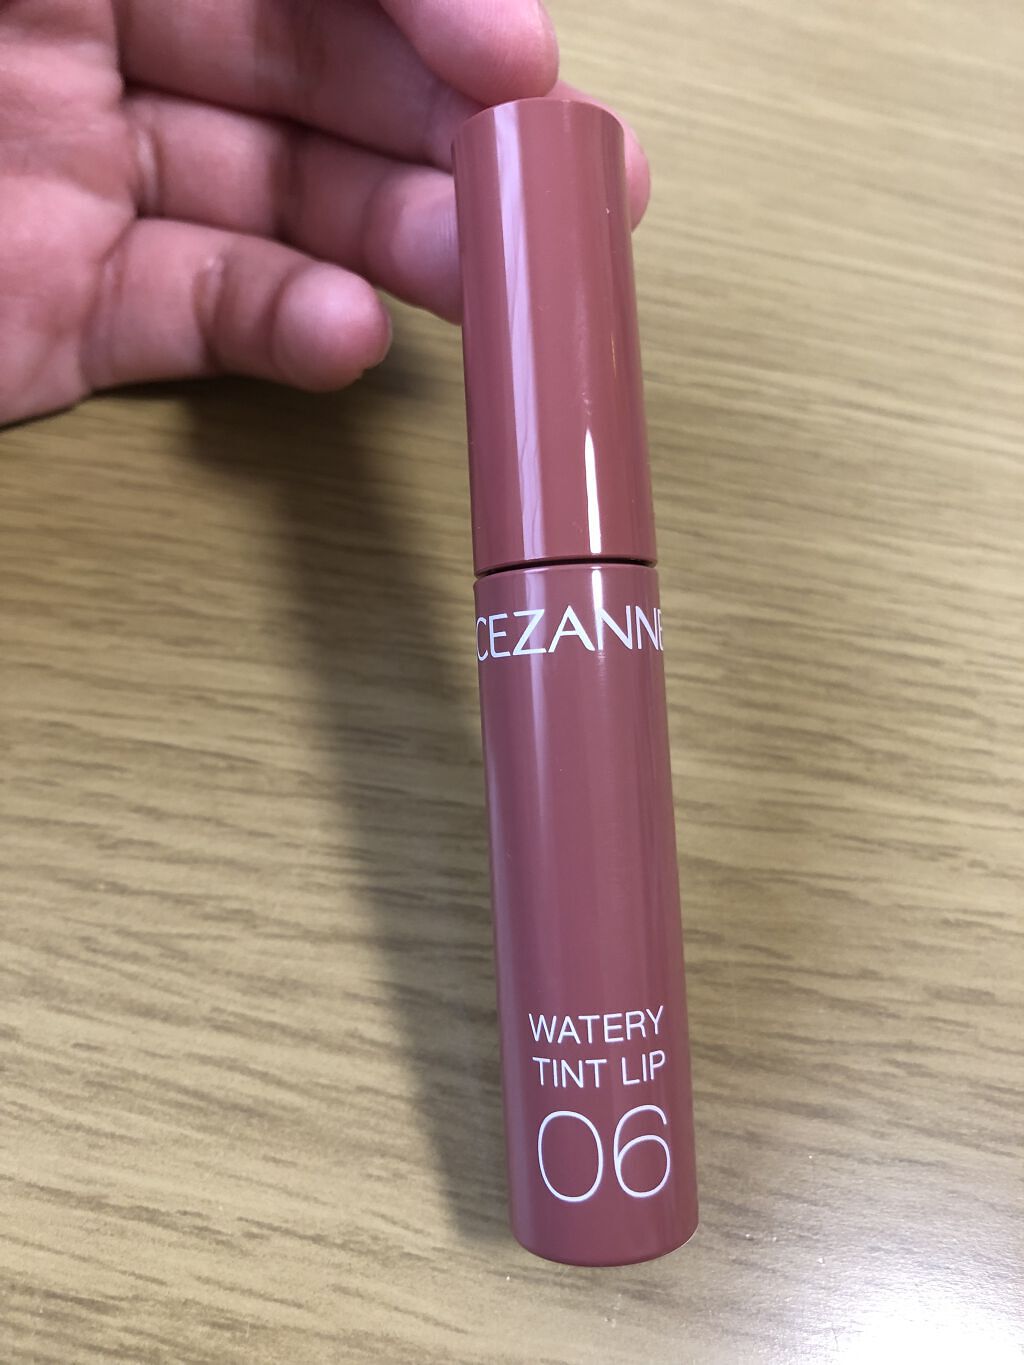 CEZANNE
WATERY
TINT LIP
06